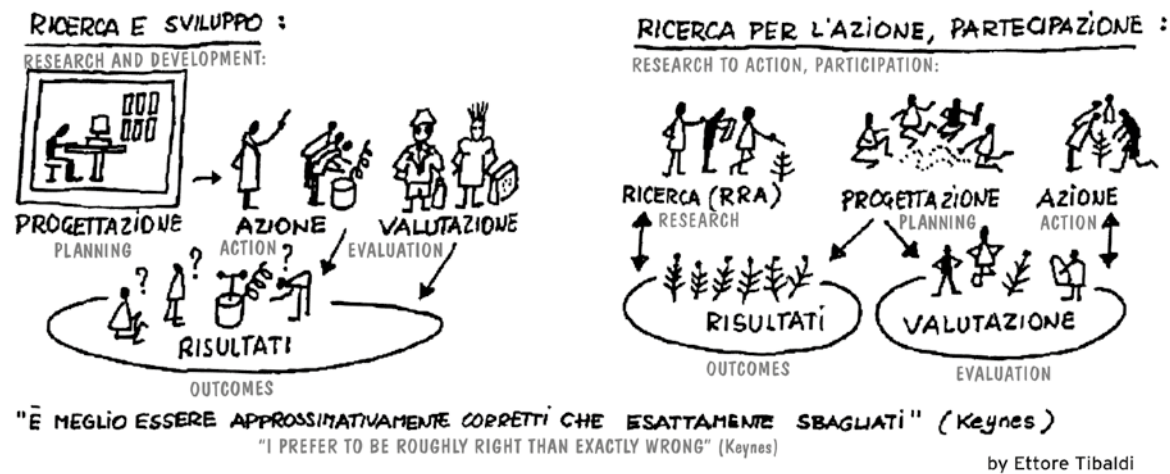 RICERCA E SVILUPPO :
RESEARCH AND DEVELOPMENT:
PROGETTAZIONE
PLANNING
AZIONE
ACTION
VALUTAZIONE
EVALUATION
? ? ?
RISULTATI
OUTCOMES
RICERCA PER L'AZIONE, PARTECIPAZIONE :
RESEARCH TO ACTION, PARTICIPATION:
RICERCA (RRA)
RESEARCH
PROGETTAZIONE
PLANNING
AZIONE
ACTION
RISULTATI
OUTCOMES
VALUTAZIONE
EVALUATION
"È MEGLIO ESSERE APPROSSIMATIVAMENTE CORRETTI CHE ESATTAMENTE SBAGLIATI" (Keynes)
"I PREFER TO BE ROUGHLY RIGHT THAN EXACTLY WRONG" (Keynes)
by Ettore Tibaldi